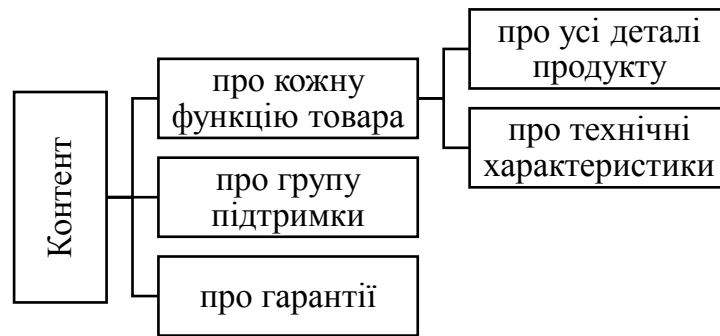 Контент
про кожну
функцію товара
про усі деталі
продукту
про технічні
характеристики
про групу
підтримки
про гарантії